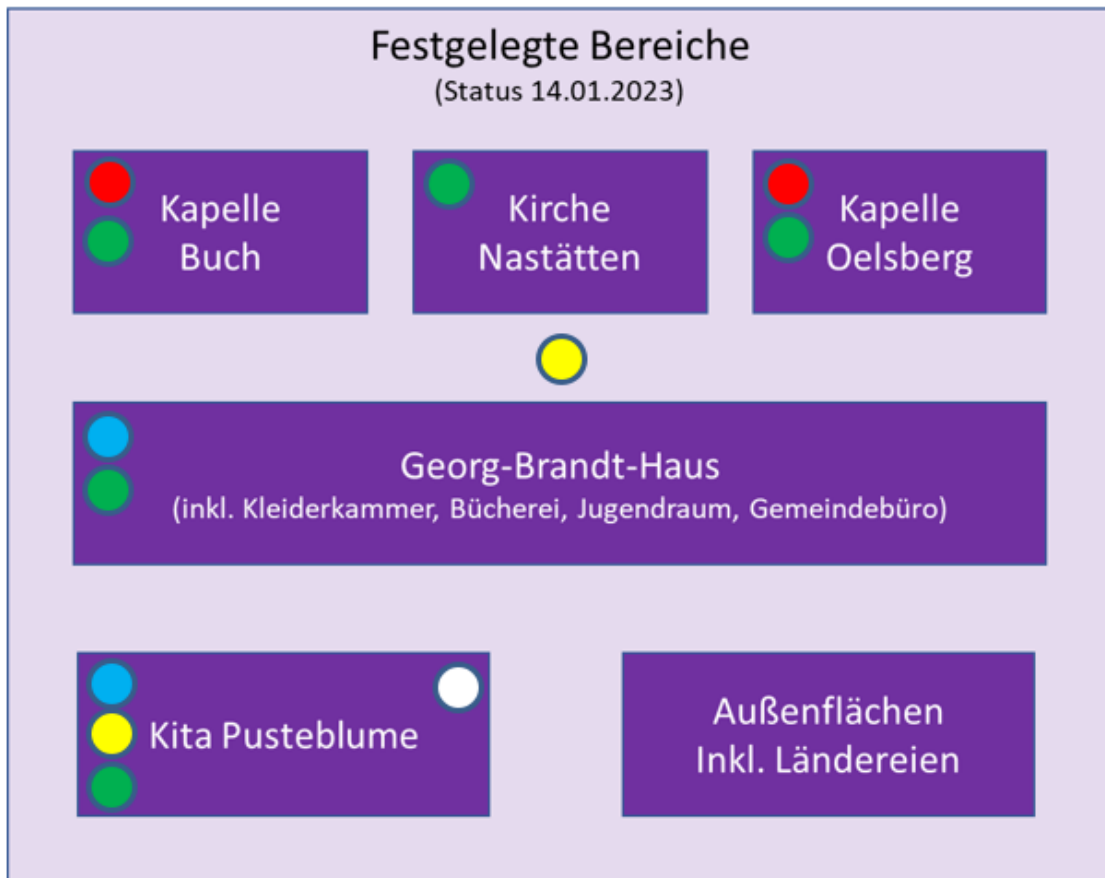 Festgelegte Bereiche
(Status 14.01.2023)
Kapelle
Buch
Kirche
Nastätten
Kapelle
Oelsberg
Georg-Brandt-Haus
(inkl. Kleiderkammer, Bücherei, Jugendraum, Gemeindebüro)
Kita Pusteblume
Außenflächen
Inkl. Ländereien